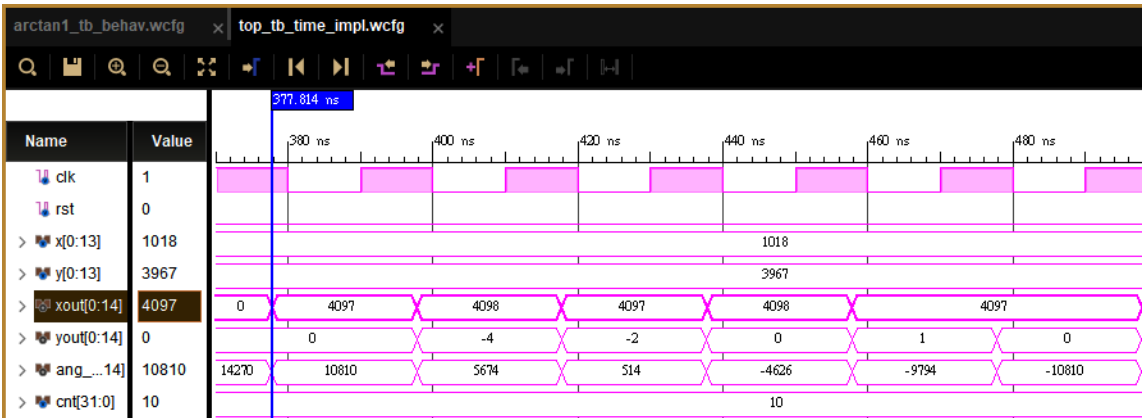 arctan1_tb_behav.wcfg × top_tb_time_impl.wcfg ×
377.814 ns
Name Value 380 ns 400 ns 420 ns 440 ns 460 ns 480 ns
clk 1
rst 0
x[0:13] 1018 1018
y[0:13] 3967 3967
xout[0:14] 4097 0 4097 4098 4097 4098 4097
yout[0:14] 0 0 -4 -2 0 1 0
ang_...14] 10810 14270 10810 5674 514 -4626 -9794 -10810
cnt[31:0] 10 10